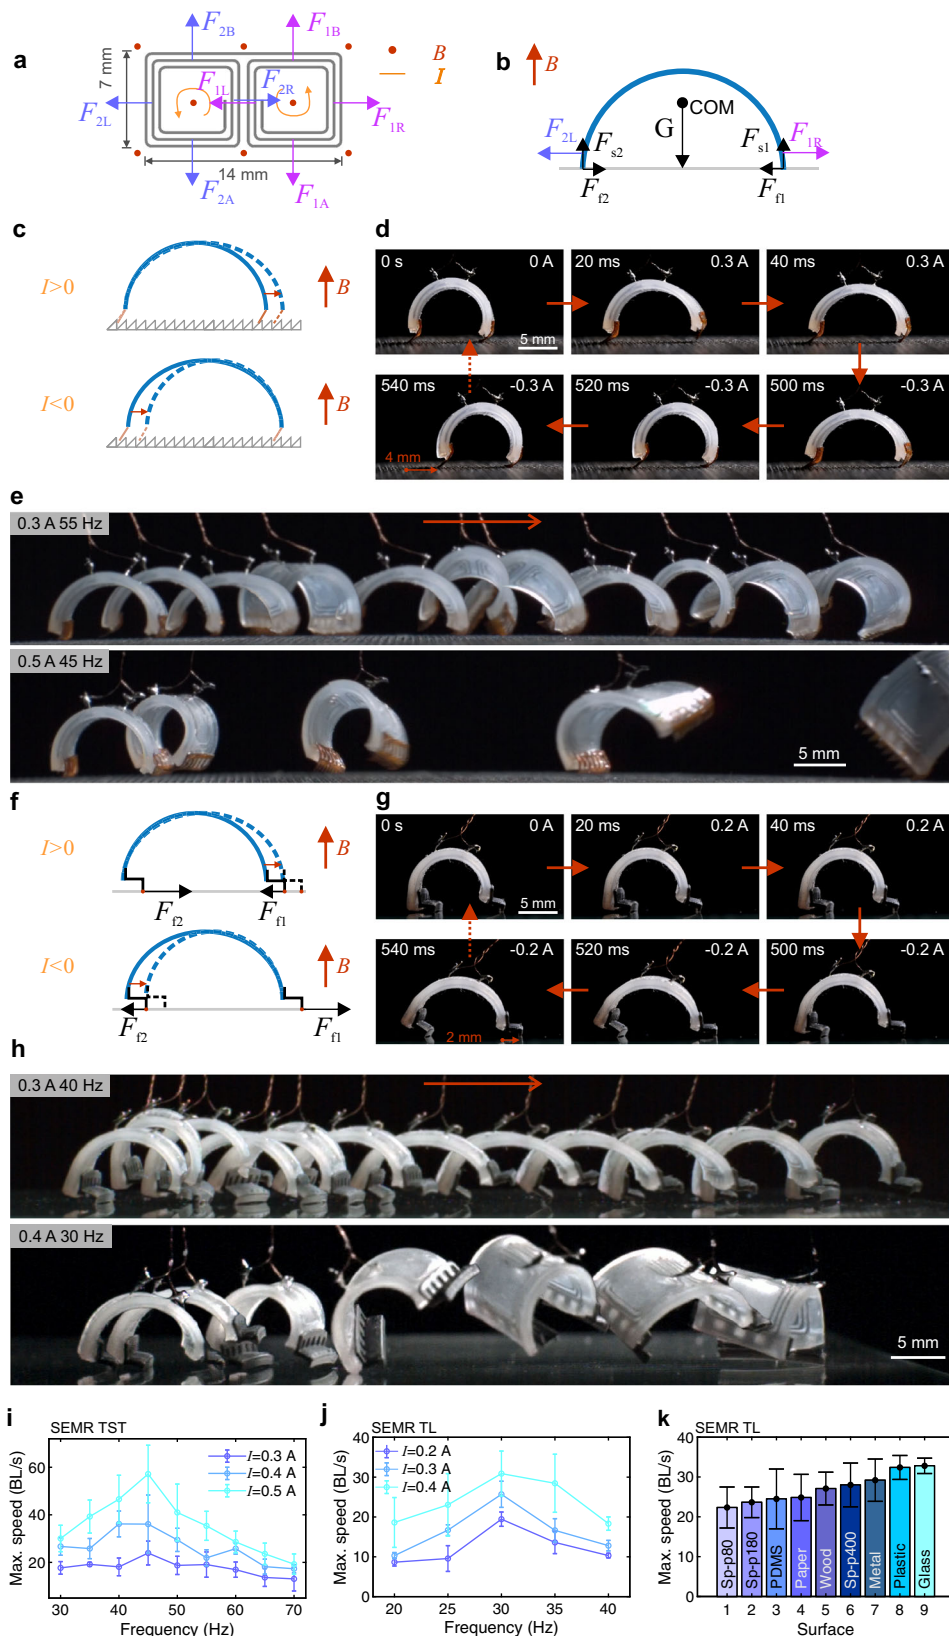 a
F2B
F1B
B
I
7 mm
F1L
F2R
F2L
F1R
14 mm
F2A
F1A
b
B
COM
G
F2L
Fs2
Fs1
F1R
Ff2
Ff1
c
I>0
B
I<0
B
d
0 s
0 A
20 ms
0.3 A
40 ms
0.3 A
5 mm
540 ms
-0.3 A
520 ms
-0.3 A
500 ms
-0.3 A
4 mm
e
0.3 A 55 Hz
0.5 A 45 Hz
5 mm
f
I>0
B
Ff2
Ff1
I<0
B
Ff2
Ff1
g
0 s
0 A
20 ms
0.2 A
40 ms
0.2 A
5 mm
540 ms
-0.2 A
520 ms
-0.2 A
500 ms
-0.2 A
2 mm
h
0.3 A 40 Hz
0.4 A 30 Hz
5 mm
i
SEMR TST
Max. speed (BL/s)
60
40
20
I=0.3 A
I=0.4 A
I=0.5 A
30 40 50 60 70
Frequency (Hz)
j
SEMR TL
Max. speed (BL/s)
40
30
20
10
0
I=0.2 A
I=0.3 A
I=0.4 A
20 25 30 35 40
Frequency (Hz)
k
SEMR TL
Max. speed (BL/s)
40
30
20
10
0
Sp-p80
Sp-p180
PDMS
Paper
Wood
Sp-p400
Metal
Plastic
Glass
1 2 3 4 5 6 7 8 9
Surface